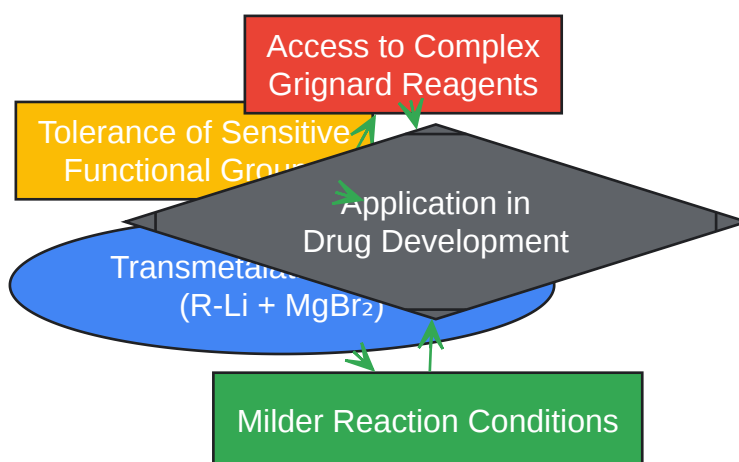 Access to Complex
Grignard Reagents
Tolerance of Sensitive
Functional
Application in
Drug Development
(R-Li + MgBr₂)
Milder Reaction Conditions